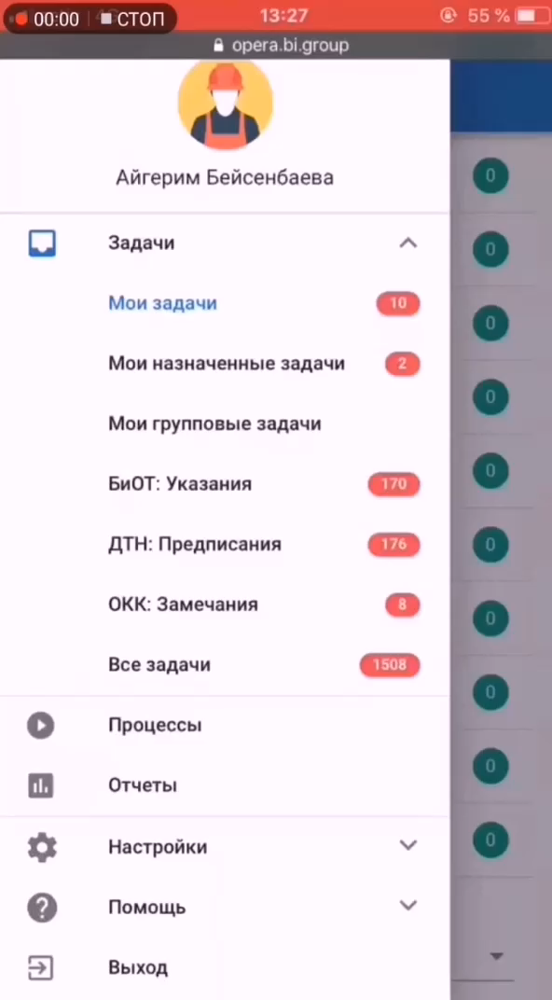 00:00 СТОП 13:27 55 %
opera.bi.group
Айгерим Бейсенбаева
0
Задачи
0
Мои задачи 10
0
Мои назначенные задачи 2
0
Мои групповые задачи
0
БиОТ: Указания 170
0
ДТН: Предписания 176
0
ОКК: Замечания 8
0
Все задачи 1508
0
Процессы
0
Отчеты
Настройки
Помощь
Выход